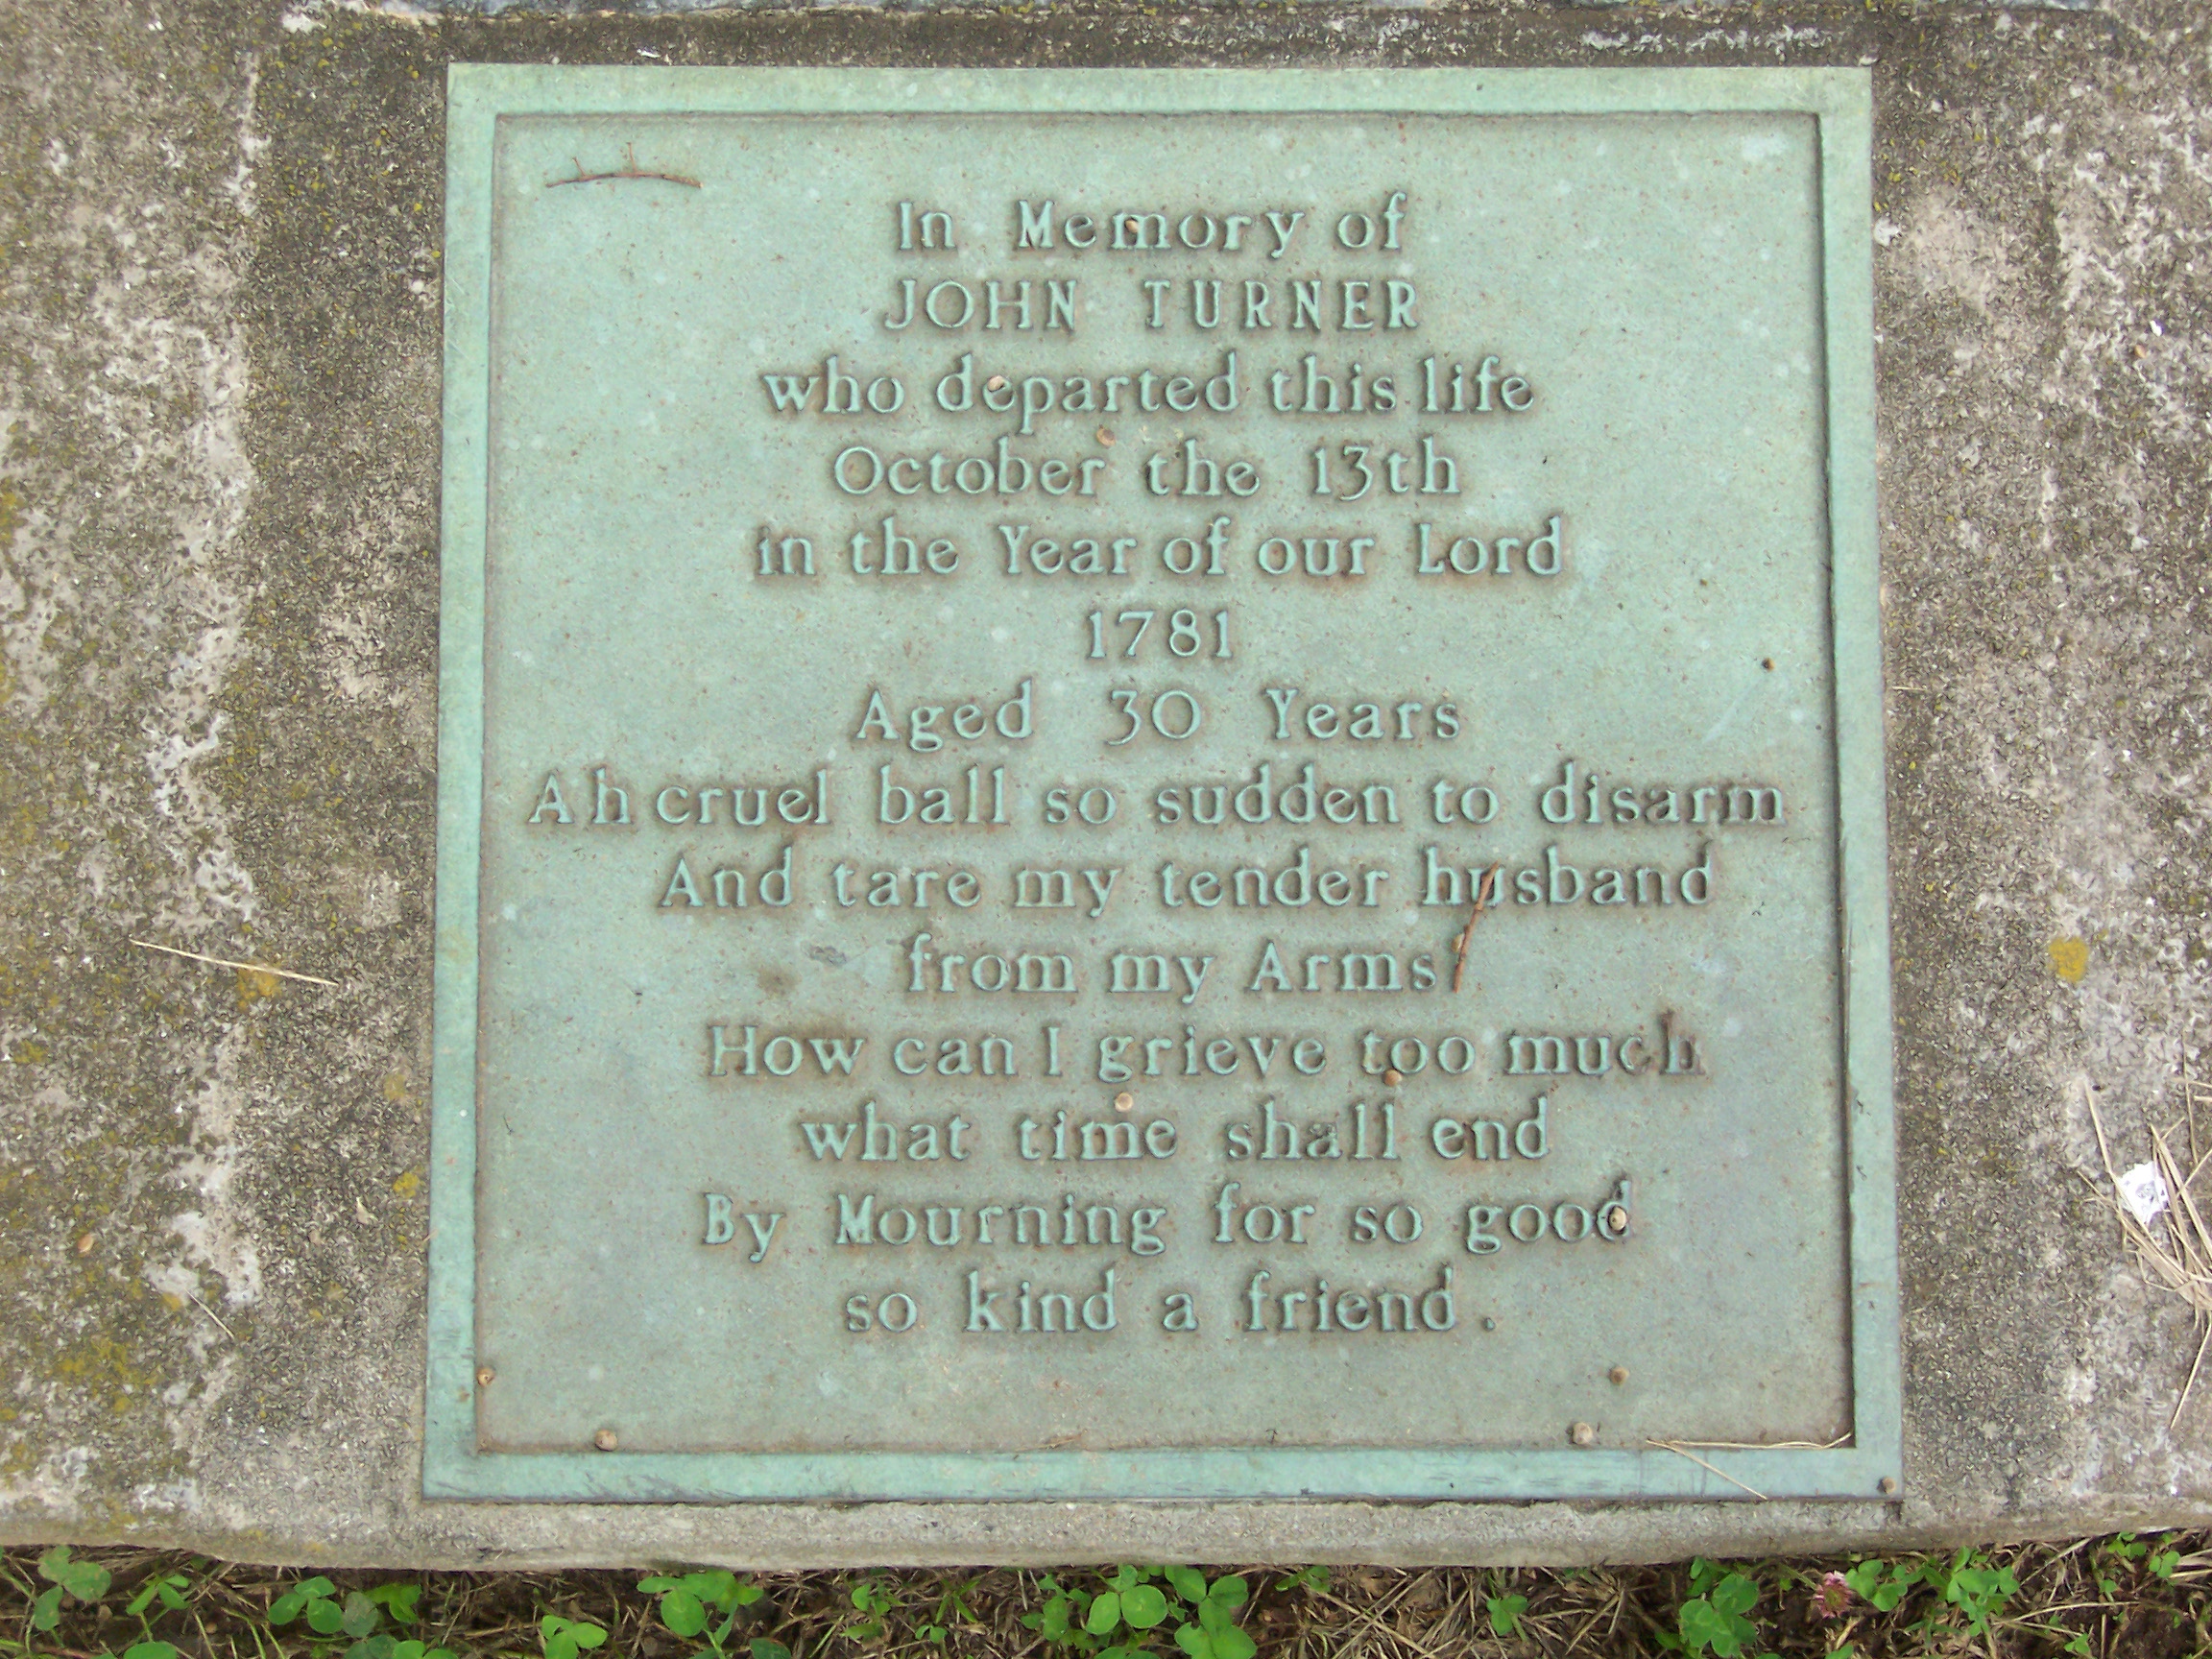 In Memory of
JOHN TURNER
who departed this life
October the 13th
in the Year of our Lord
1781
Aged 30 Years
Ah cruel ball so sudden to disarm
And tare my tender husband
from my Arms
How can I grieve too much
what time shall end
By Mourning for so good
so kind a friend.